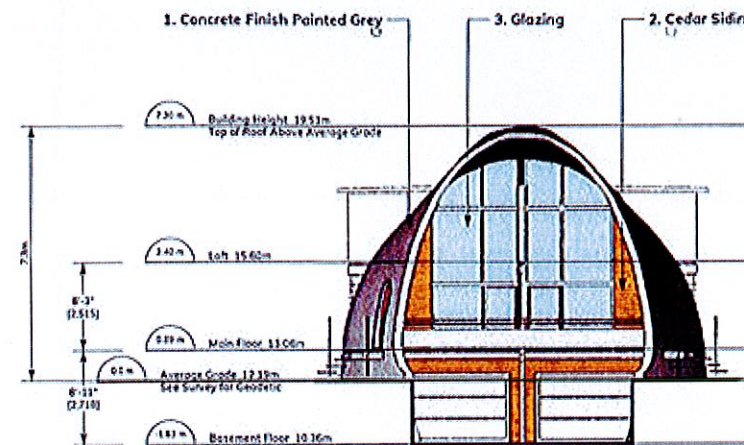 1. Concrete Finish Painted Grey
3. Glazing
2. Cedar Sidin
7.30 m
Building Height 19.51m
Top of Roof Above Average Grade
7.3m
3.40 m
Loft 15.60m
8'-3"
(2.515)
0.89 m
Main Floor 13.08m
0.0 m
Average Grade 12.19m
See Survey for Geodetic
8'-11"
(2.718)
-1.83 m
Basement Floor 10.36m